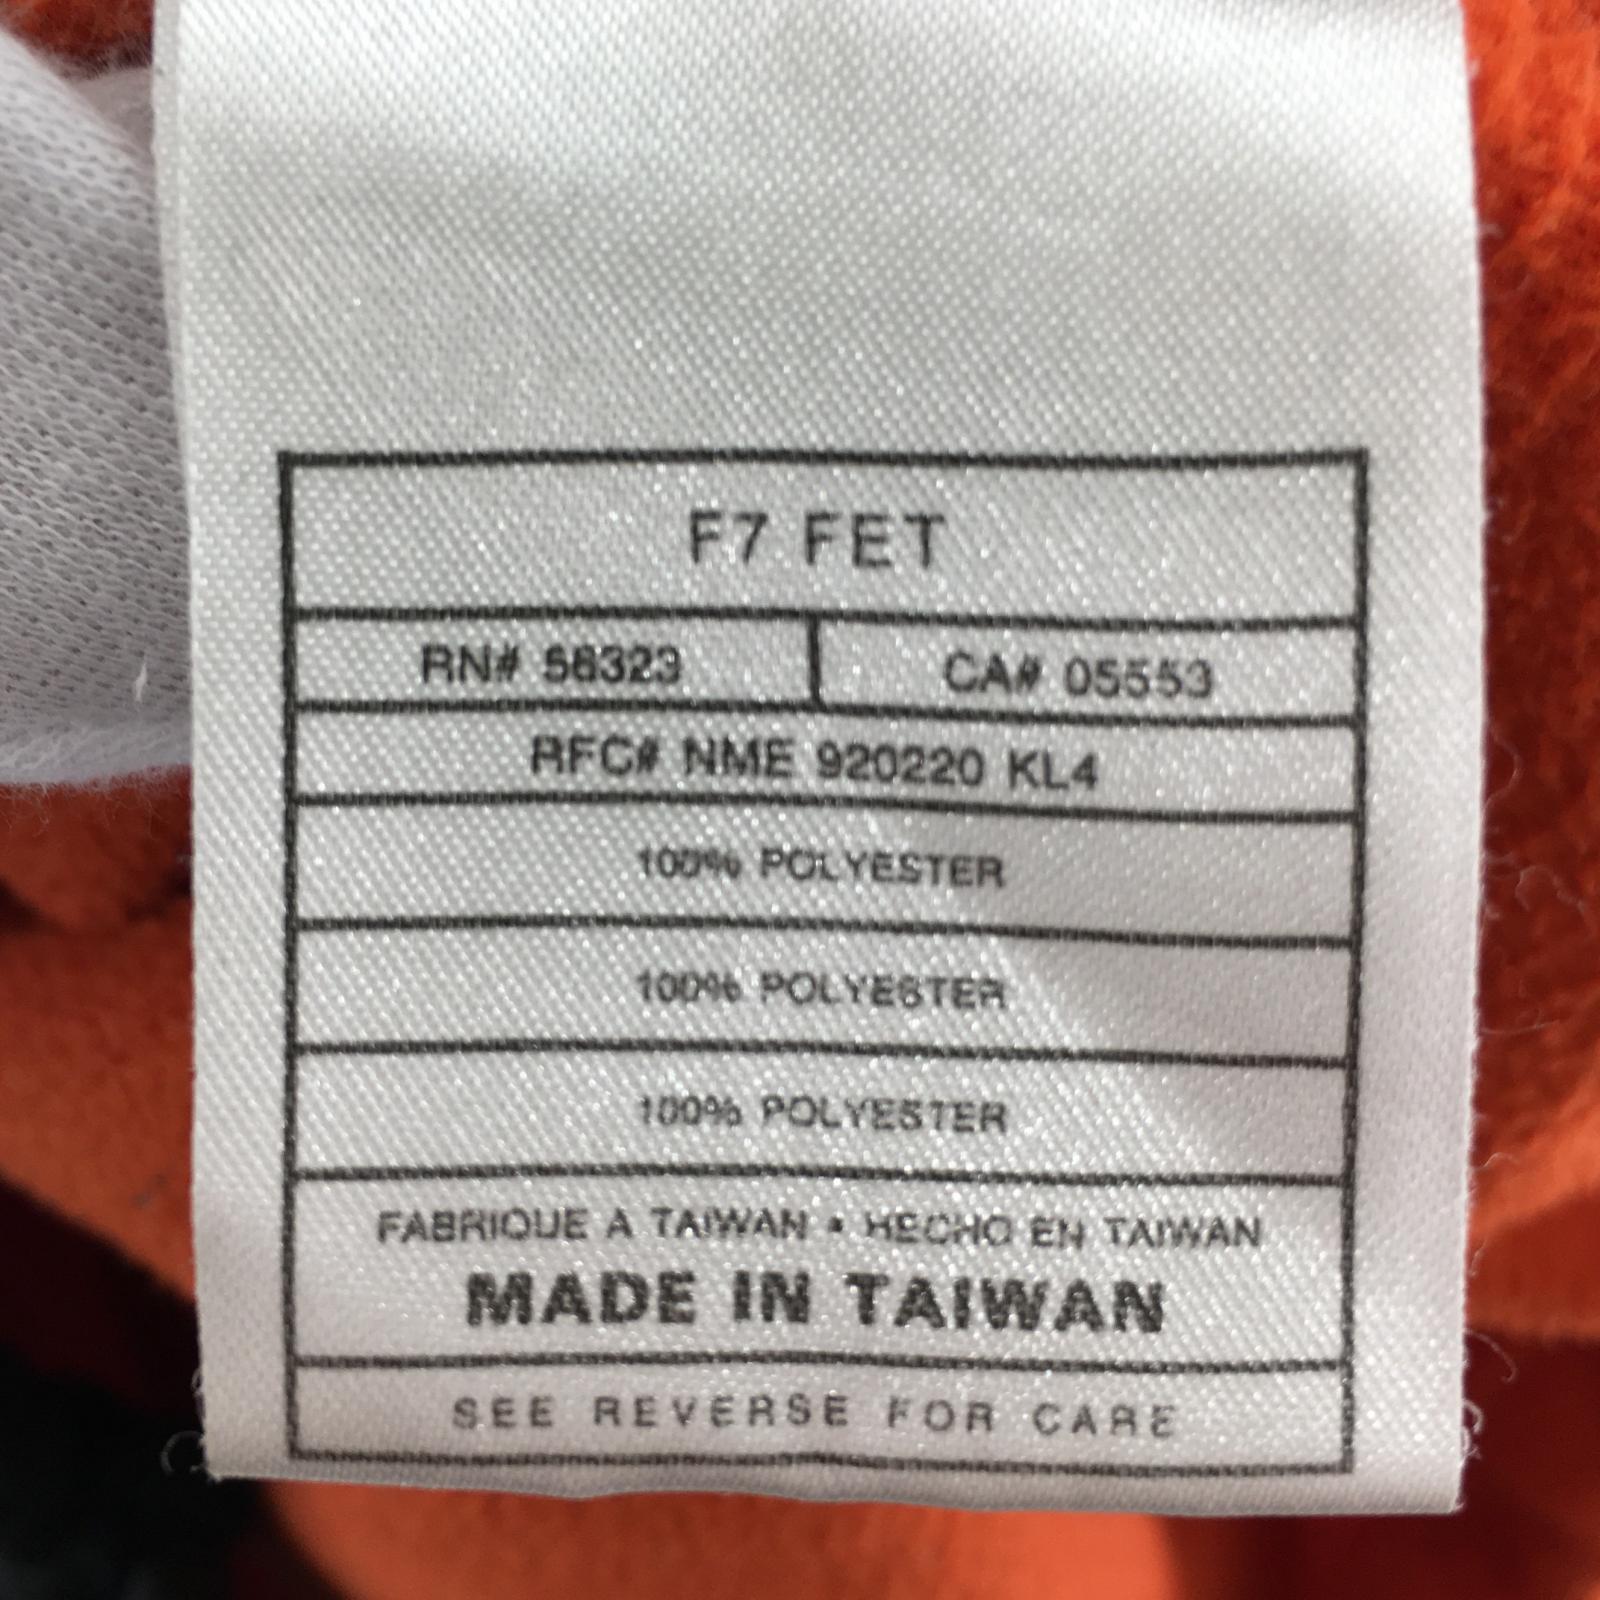 F7 FET
RN# 56323 CA# 05553
RFC# NME 920220 KL4
100% POLYESTER
100% POLYESTER
100% POLYESTER
FABRIQUE A TAIWAN • HECHO EN TAIWAN
MADE IN TAIWAN
SEE REVERSE FOR CARE